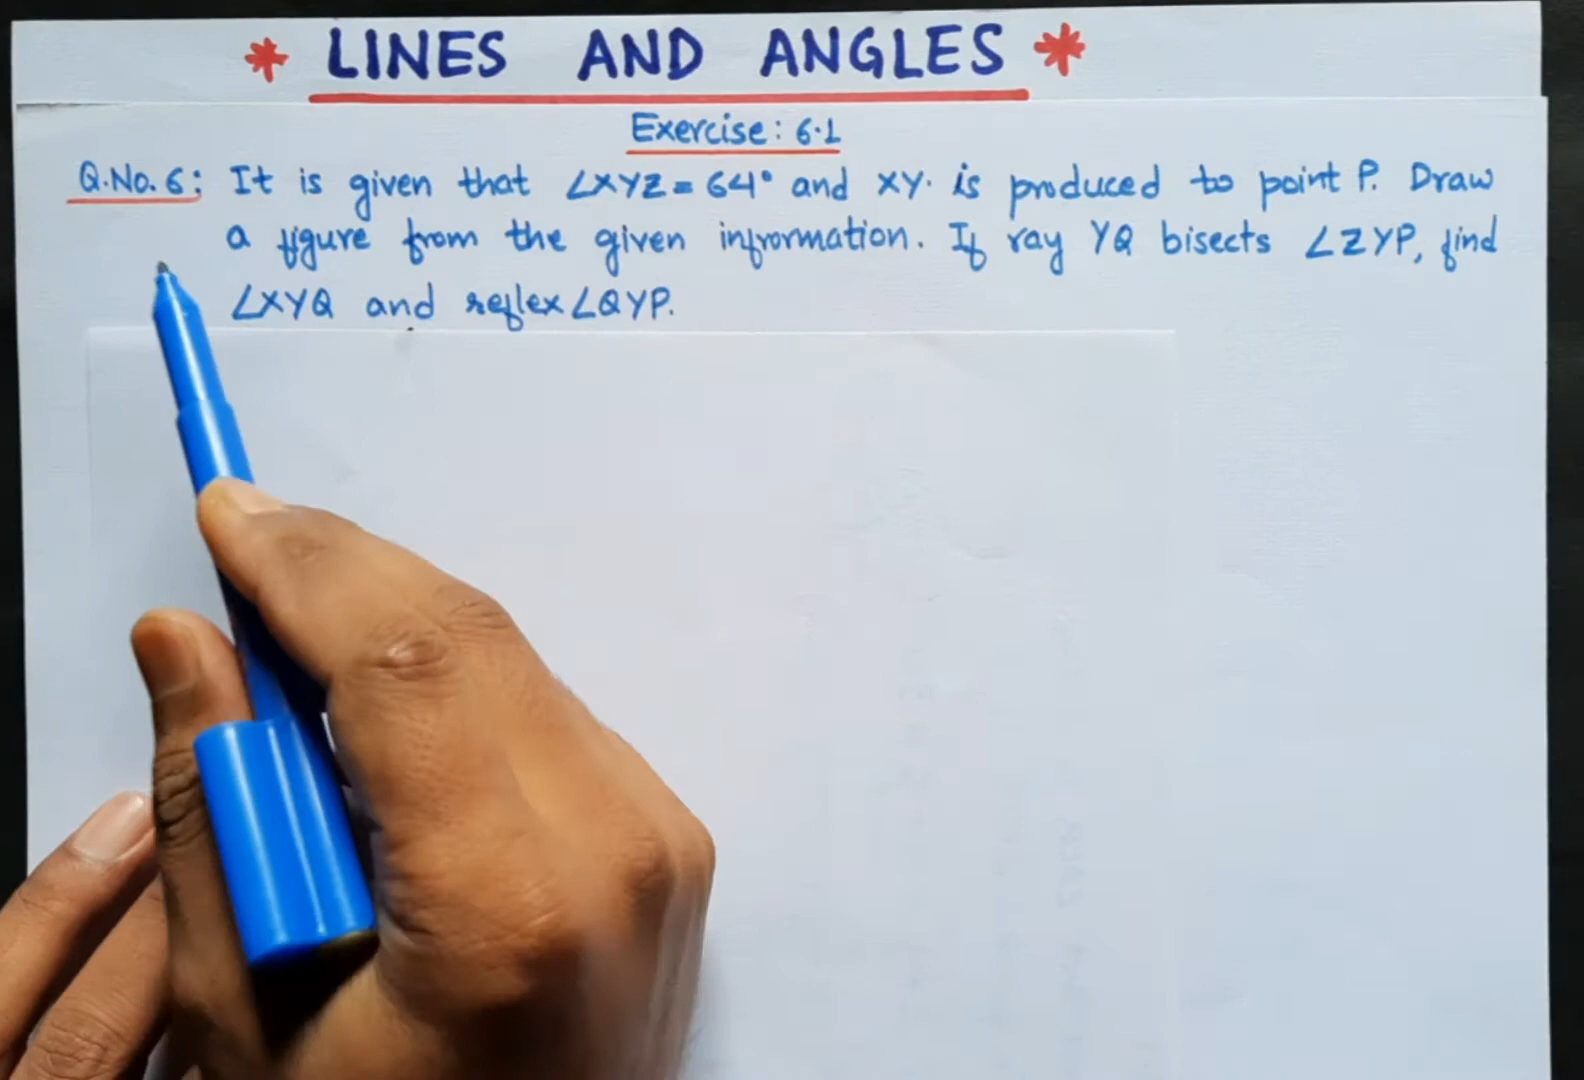 * LINES AND ANGLES *
Exercise: 6.1
Q.No. 6: It is given that ∠XYZ = 64° and XY. is produced to point P. Draw
a figure from the given information. If ray YQ bisects ∠ZYP, find
∠XYQ and reflex ∠QYP.